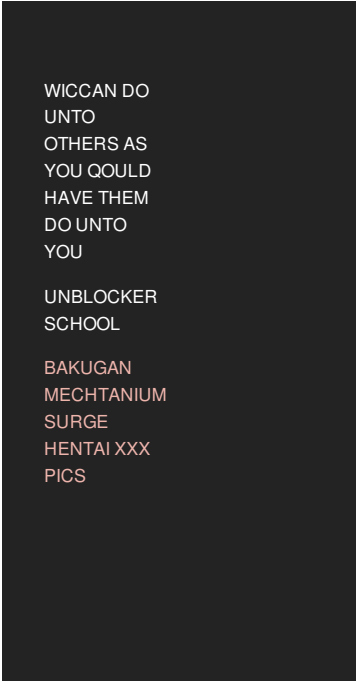 WICCAN DO
UNTO
OTHERS AS
YOU QOULD
HAVE THEM
DO UNTO
YOU
UNBLOCKER
SCHOOL
BAKUGAN
MECHTANIUM
SURGE
HENTAI XXX
PICS